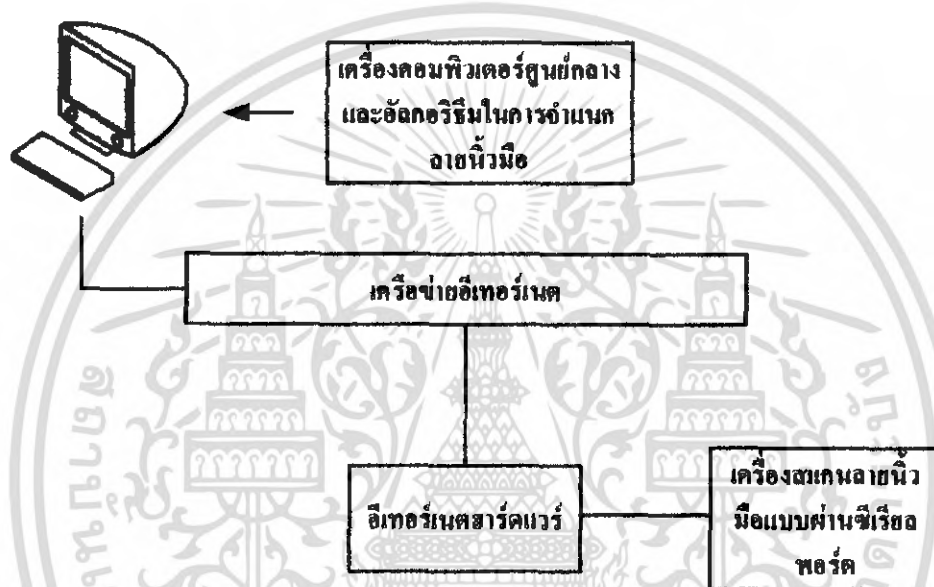 เครื่องคอมพิวเตอร์ศูนย์กลาง
และอัลกอริธึมในการจำแนก
ลายนิ้วมือ
เครือข่ายอีเทอร์เนต
อีเทอร์เนตฮาร์ดแวร์
เครื่องสแกนลายนิ้ว
มือแบบผ่านซีเรียล
พอร์ต